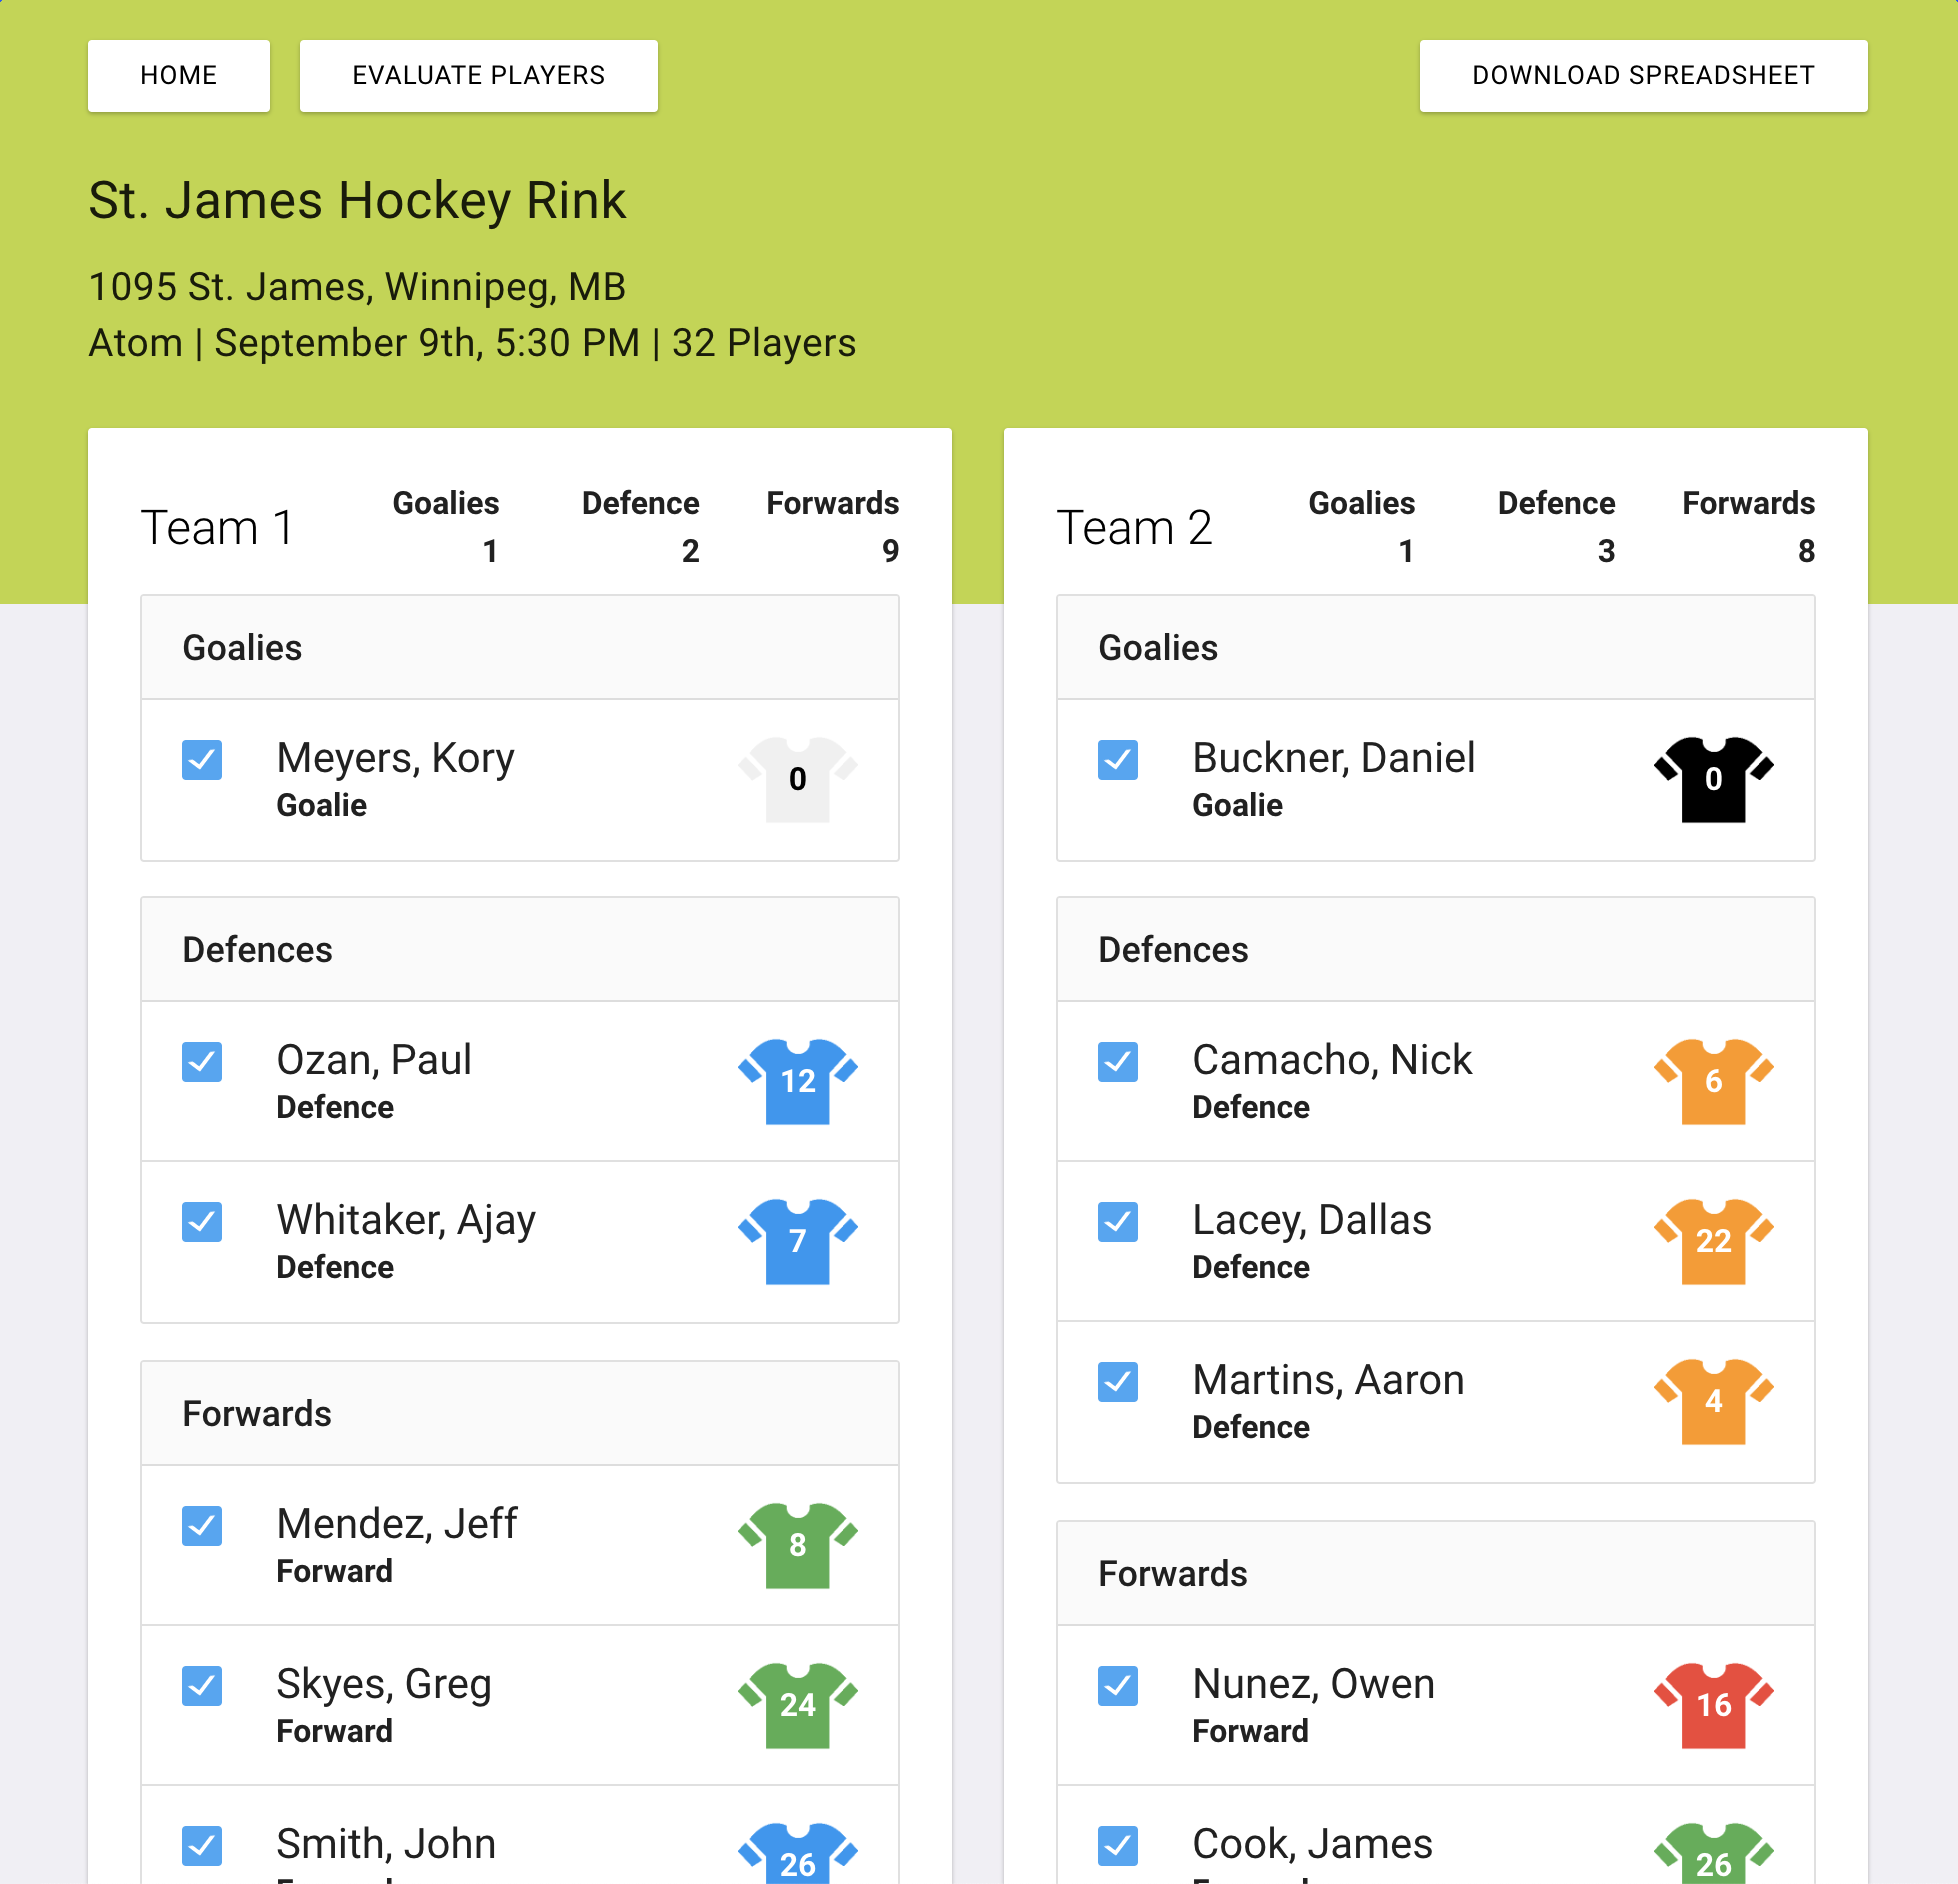 HOME
EVALUATE PLAYERS
DOWNLOAD SPREADSHEET
St. James Hockey Rink
1095 St. James, Winnipeg, MB
Atom | September 9th, 5:30 PM | 32 Players
Team 1
Goalies Defence Forwards
1 2 9
Goalies
Meyers, Kory
Goalie
0
Defences
Ozan, Paul
Defence
12
Whitaker, Ajay
Defence
7
Forwards
Mendez, Jeff
Forward
8
Skyes, Greg
Forward
24
Smith, John
26
Team 2
Goalies Defence Forwards
1 3 8
Goalies
Buckner, Daniel
Goalie
0
Defences
Camacho, Nick
Defence
6
Lacey, Dallas
Defence
22
Martins, Aaron
Defence
4
Forwards
Nunez, Owen
Forward
16
Cook, James
26